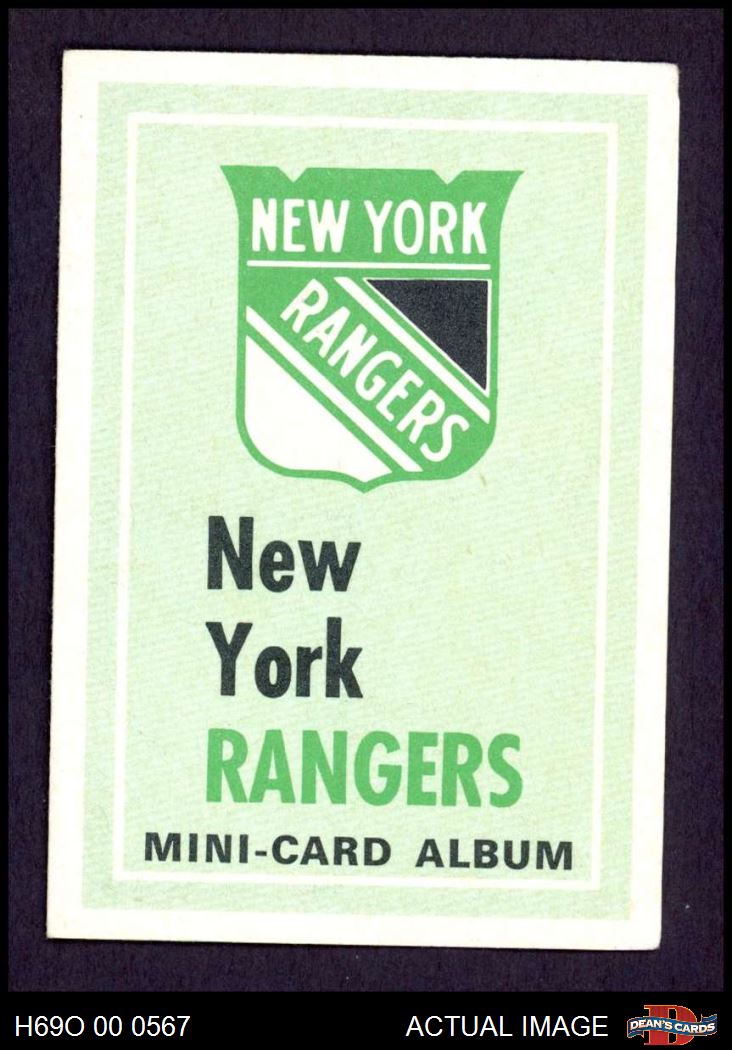 NEW YORK
RANGERS
New
York
RANGERS
MINI-CARD ALBUM
H69O 00 0567
ACTUAL IMAGE
D
DEAN'S CARDS